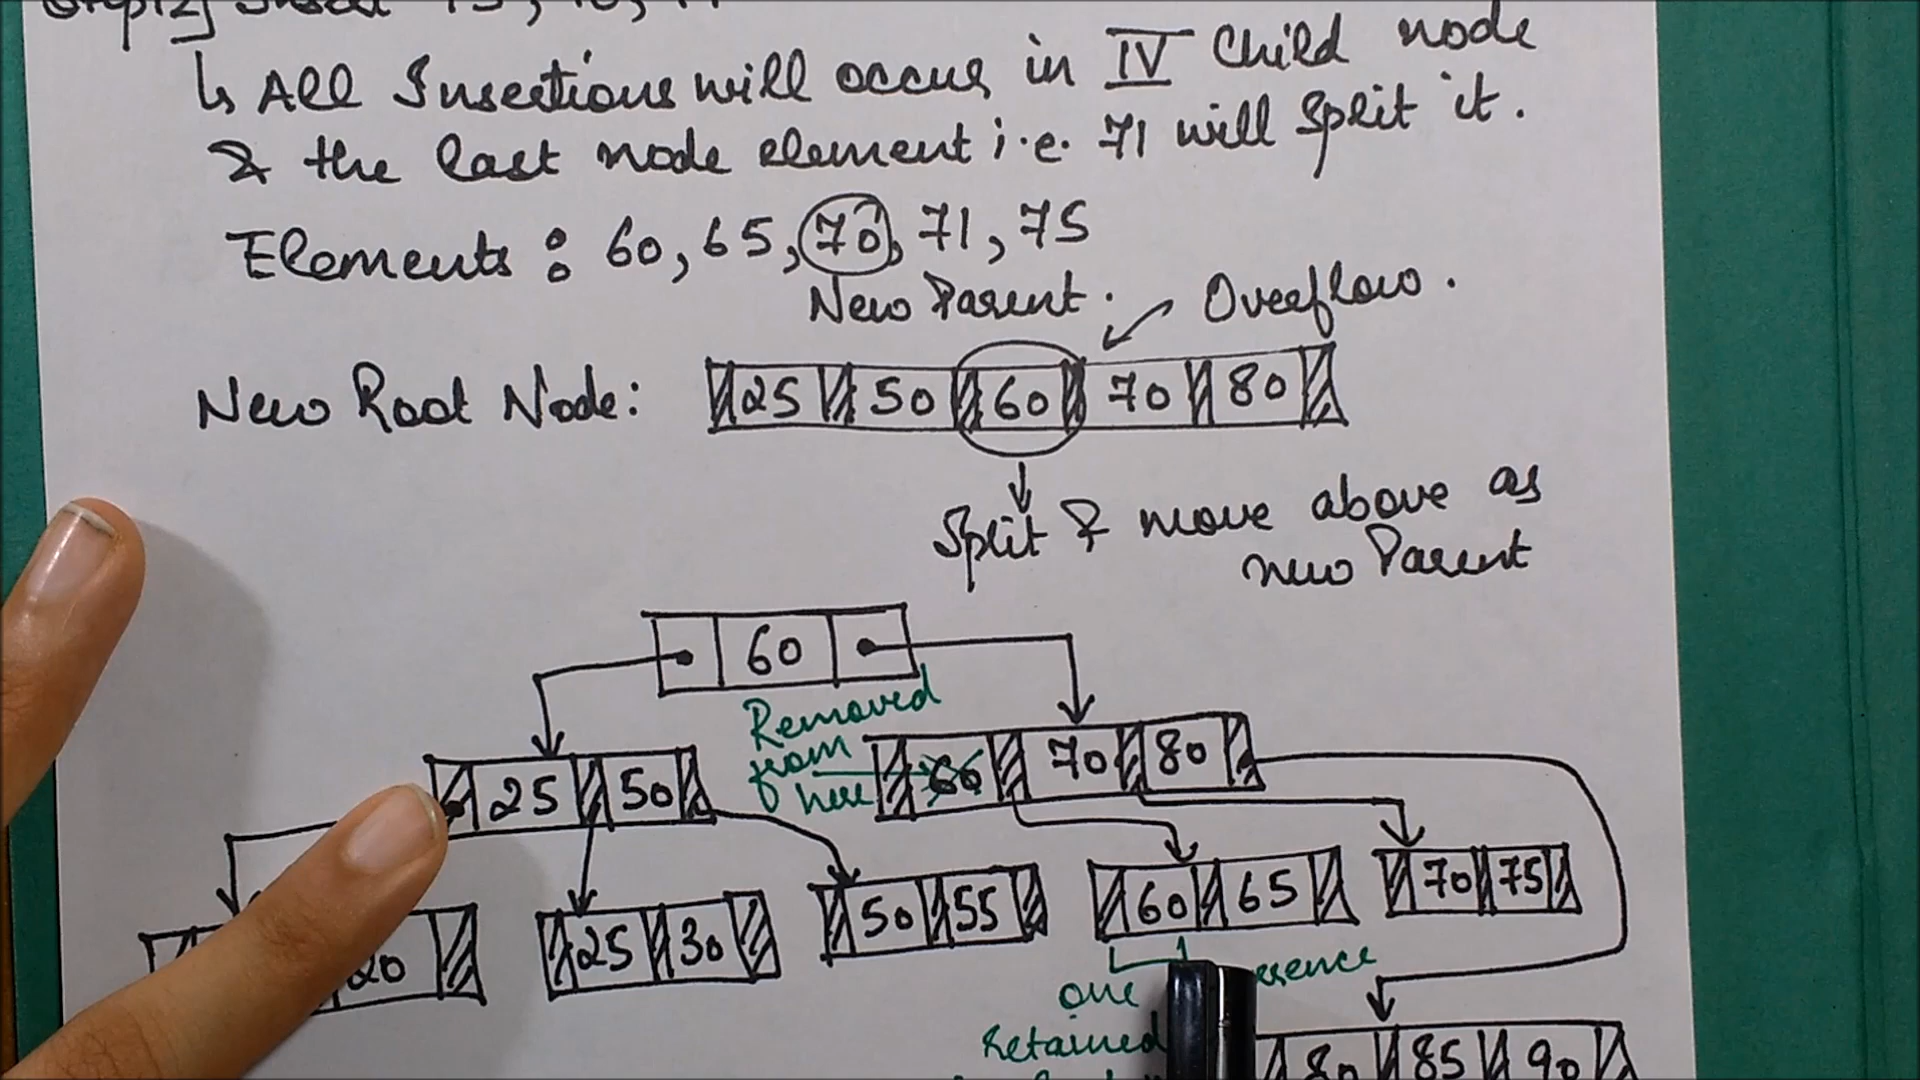 ↳ All Insertions will occur in IV Child node
& the last node element i.e. 71 will split it.
Elements : 60, 65, 70, 71, 75
New Parent.
Overflow.
New Root Node: 25 50 60 70 80
Split & move above as
new Parent
60
Removed
from
here
25 50
60 70 80
20
25 30
50 55
60 65
70 75
one
Retained
80 85 90